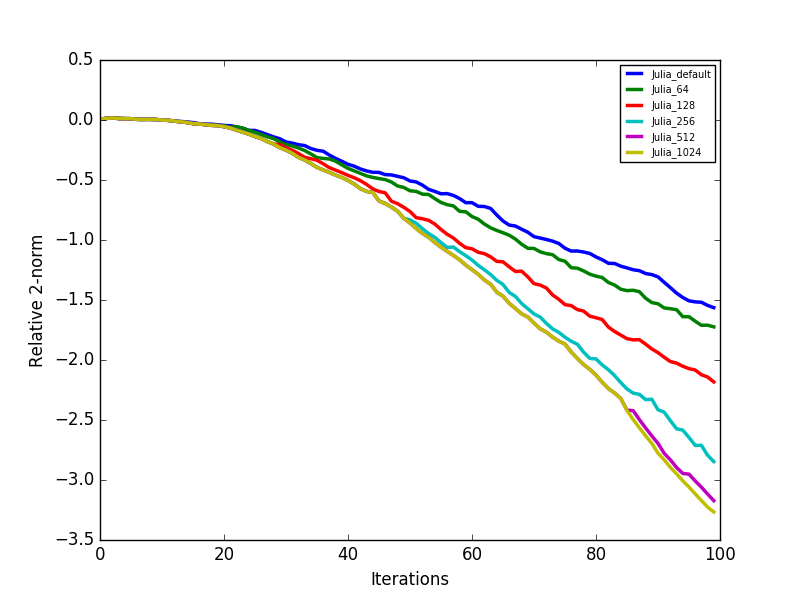 0.5
0.0
−0.5
−1.0
−1.5
−2.0
−2.5
−3.0
−3.5
0 20 40 60 80 100
Relative 2-norm
Iterations
Julia_default
Julia_64
Julia_128
Julia_256
Julia_512
Julia_1024